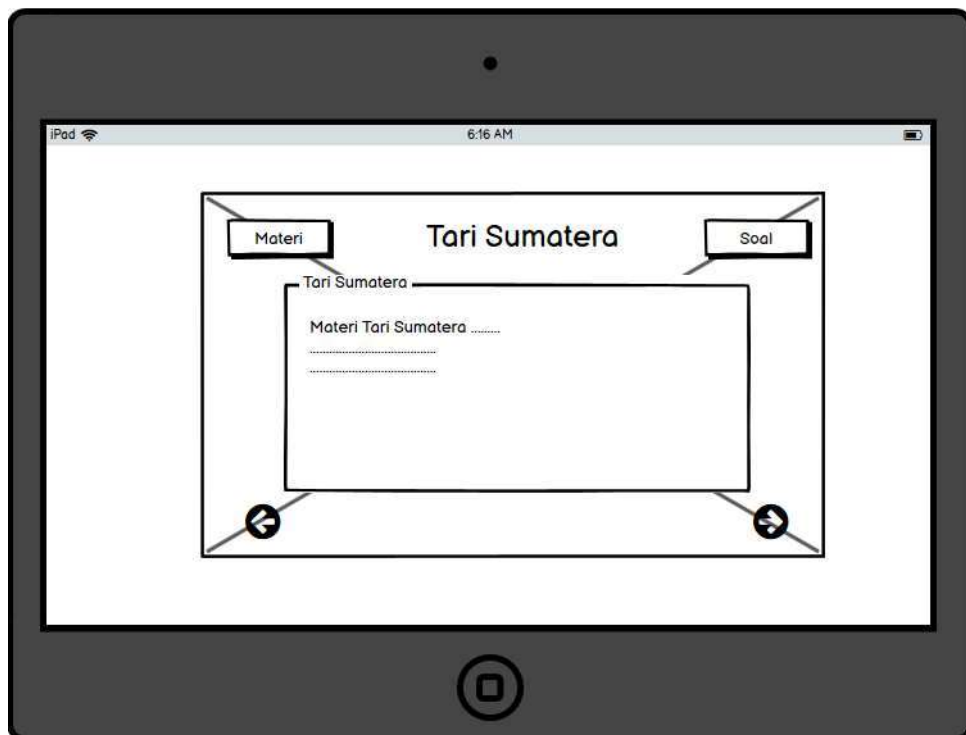 iPad 6:16 AM
Materi Tari Sumatera Soal
Tari Sumatera
Materi Tari Sumatera .........
.......................................
.......................................